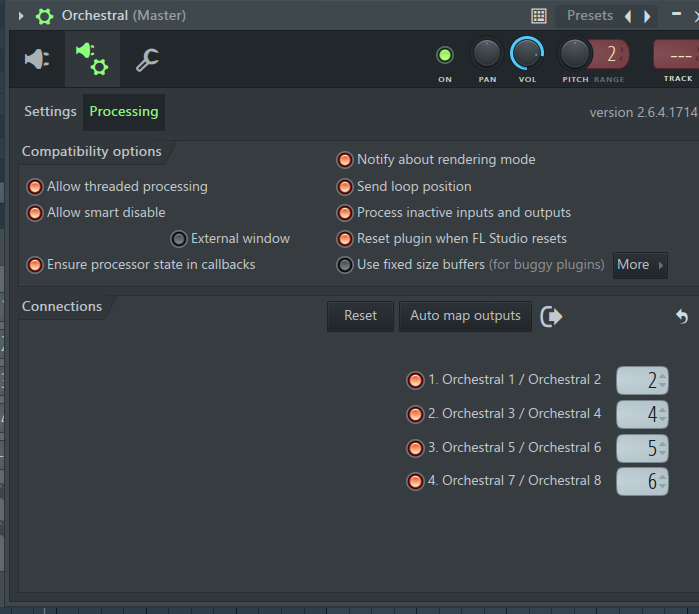 Orchestral (Master) Presets
2
---
ON PAN VOL PITCH RANGE TRACK
Settings Processing version 2.6.4.1714
Compatibility options
Notify about rendering mode
Allow threaded processing Send loop position
Allow smart disable Process inactive inputs and outputs
External window Reset plugin when FL Studio resets
Ensure processor state in callbacks Use fixed size buffers (for buggy plugins) More
Connections Reset Auto map outputs
1. Orchestral 1 / Orchestral 2 2
2. Orchestral 3 / Orchestral 4 4
3. Orchestral 5 / Orchestral 6 5
4. Orchestral 7 / Orchestral 8 6